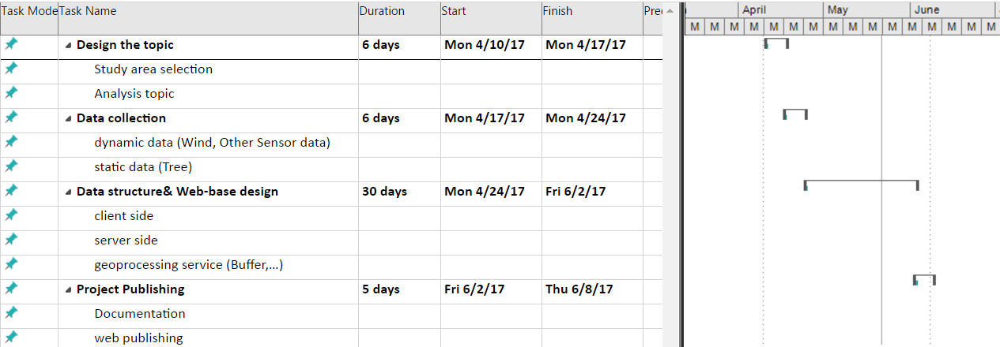 Task Mode Task Name Duration Start Finish Pred April May June
M M M M M M M M M M M M M M M M
Design the topic 6 days Mon 4/10/17 Mon 4/17/17
Study area selection
Analysis topic
Data collection 6 days Mon 4/17/17 Mon 4/24/17
dynamic data (Wind, Other Sensor data)
static data (Tree)
Data structure& Web-base design 30 days Mon 4/24/17 Fri 6/2/17
client side
server side
geoprocessing service (Buffer,...)
Project Publishing 5 days Fri 6/2/17 Thu 6/8/17
Documentation
web publishing